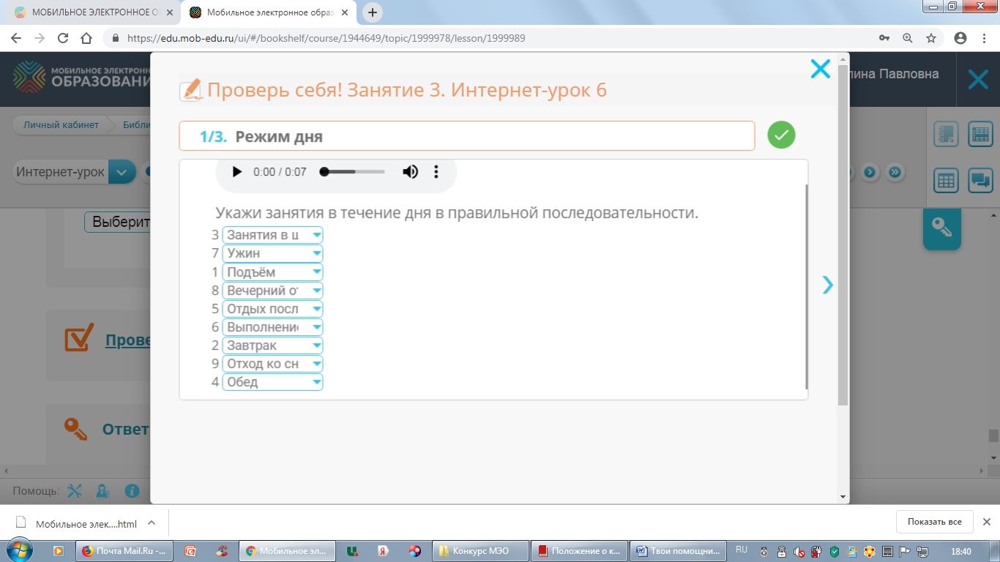 МОБИЛЬНОЕ ЭЛЕКТРОННОЕ О
Мобильное электронное образ
https://edu.mob-edu.ru/ui/#/bookshelf/course/1944649/topic/1999978/lesson/1999989
МОБИЛЬНОЕ ЭЛЕКТРОНН
ОБРАЗОВАНИ
лина Павловна
Личный кабинет
Библи
Интернет-урок
Выберит
Прове
Ответ
Проверь себя! Занятие 3. Интернет-урок 6
1/3. Режим дня
0:00 / 0:07
Укажи занятия в течение дня в правильной последовательности.
3 Занятия в ш
7 Ужин
1 Подъём
8 Вечерний от
5 Отдых посл
6 Выполнени
2 Завтрак
9 Отход ко сн
4 Обед
Помощь:
Мобильное элек....html
Показать все
Почта Mail.Ru -...
Мобильное эл...
Конкурс МЭО
Положение о к...
Твои помощни...
RU
18:40